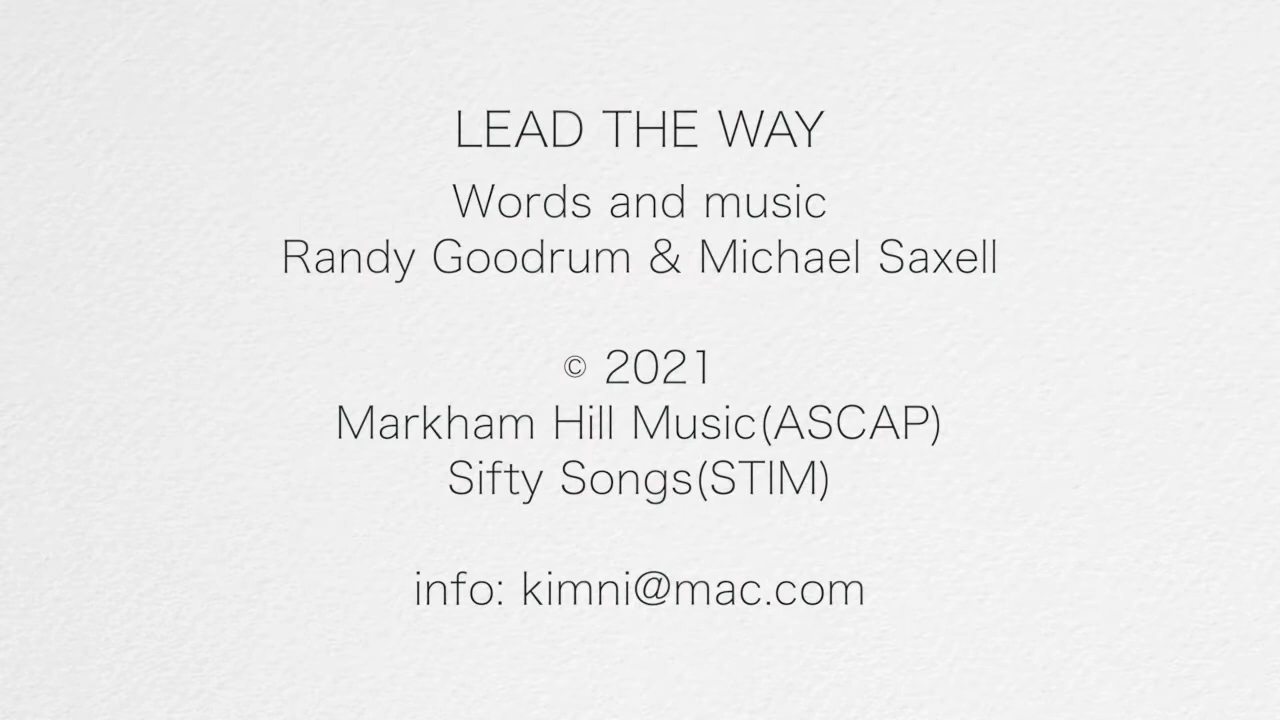 LEAD THE WAY
Words and music
Randy Goodrum & Michael Saxell
© 2021
Markham Hill Music(ASCAP)
Sifty Songs(STIM)
info: kimni@mac.com